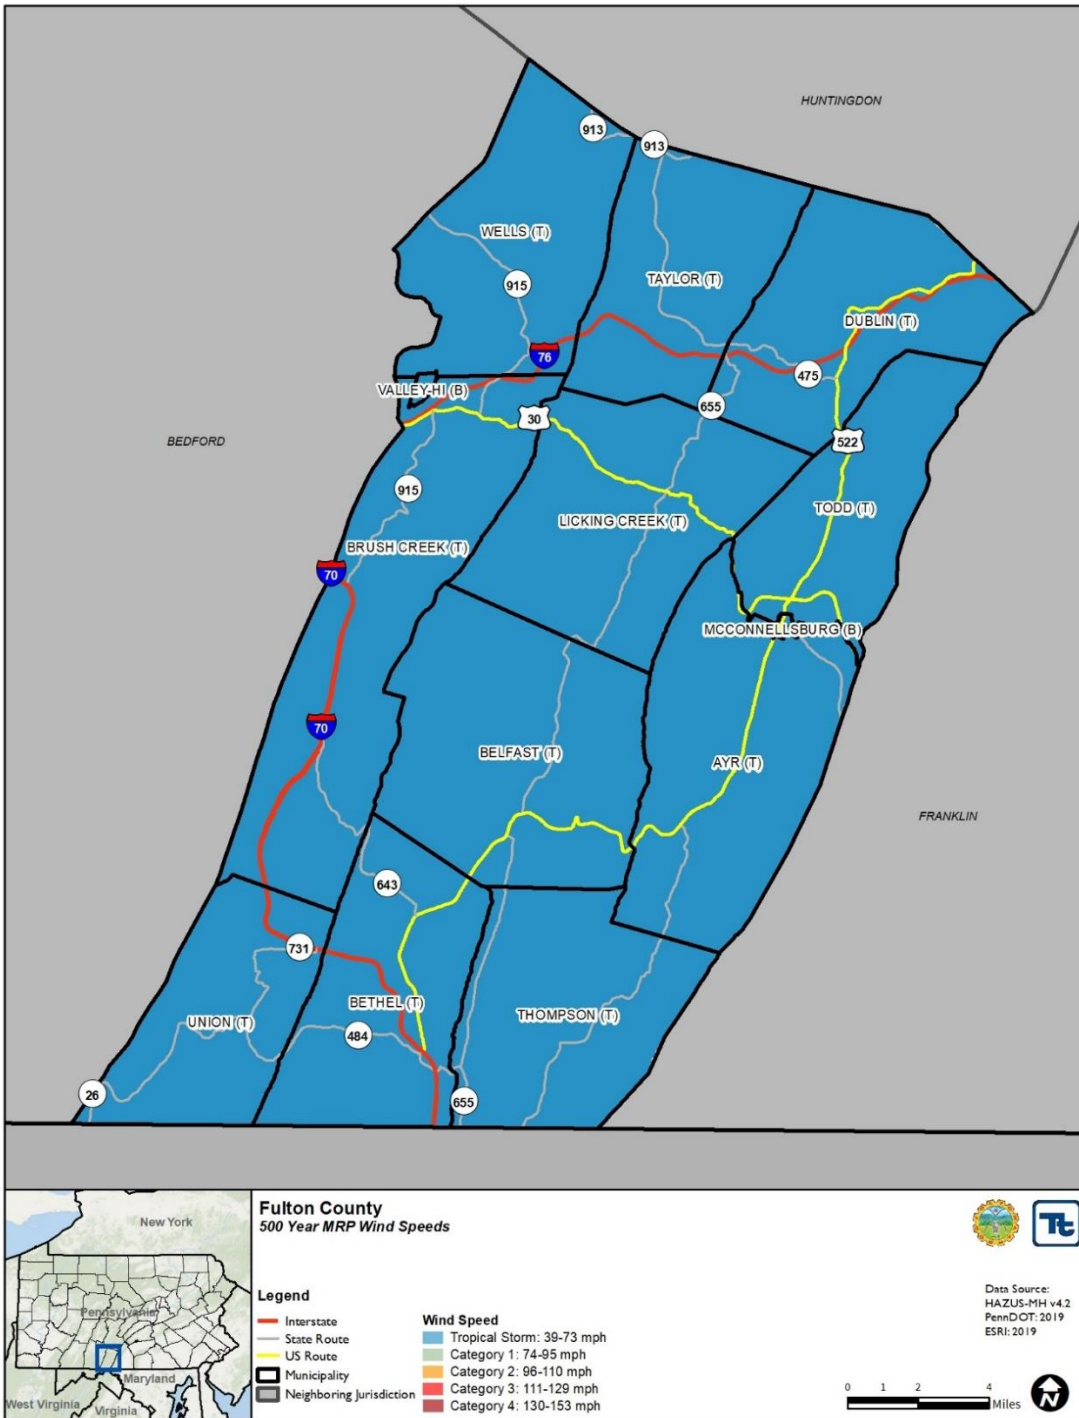 HUNTINGDON
913
913
WELLS (T)
TAYLOR (T)
915
DUBLIN (T)
76
475
VALLEY-HI (B)
655
30
522
BEDFORD
915
TODD (T)
LICKING CREEK (T)
BRUSH CREEK (T)
70
MCCONNELLSBURG (B)
70
BELFAST (T)
AYR (T)
FRANKLIN
643
731
BETHEL (T)
THOMPSON (T)
UNION (T)
484
26
655
New York
Pennsylvania
Maryland
West Virginia
Virginia
Fulton County
500 Year MRP Wind Speeds
Tt
Legend
Interstate
State Route
US Route
Municipality
Neighboring Jurisdiction
Wind Speed
Tropical Storm: 39-73 mph
Category 1: 74-95 mph
Category 2: 96-110 mph
Category 3: 111-129 mph
Category 4: 130-153 mph
Data Source:
HAZUS-MH v4.2
PennDOT: 2019
ESRI: 2019
0 1 2 4
Miles
N